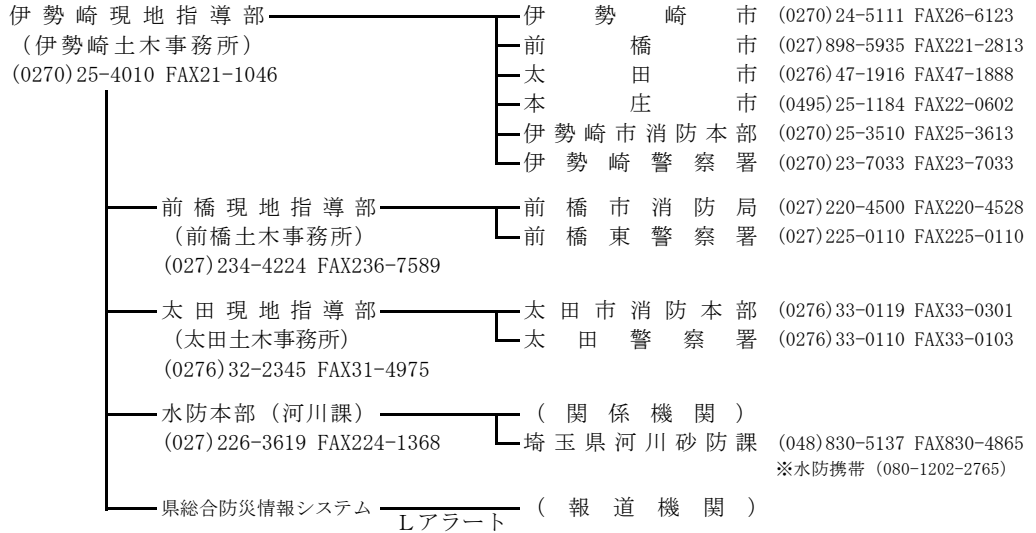 伊勢崎現地指導部 伊勢崎市 (0270)24-5111 FAX26-6123
(伊勢崎土木事務所) 前橋市 (027)898-5935 FAX221-2813
(0270)25-4010 FAX21-1046 太田市 (0276)47-1916 FAX47-1888
本庄市 (0495)25-1184 FAX22-0602
伊勢崎市消防本部 (0270)25-3510 FAX25-3613
伊勢崎警察署 (0270)23-7033 FAX23-7033
前橋現地指導部 前橋市消防局 (027)220-4500 FAX220-4528
(前橋土木事務所) 前橋東警察署 (027)225-0110 FAX225-0110
(027)234-4224 FAX236-7589
太田現地指導部 太田市消防本部 (0276)33-0119 FAX33-0301
(太田土木事務所) 太田警察署 (0276)33-0110 FAX33-0103
(0276)32-2345 FAX31-4975
水防本部(河川課) (関係機関)
(027)226-3619 FAX224-1368 埼玉県河川砂防課 (048)830-5137 FAX830-4865
※水防携帯(080-1202-2765)
県総合防災情報システム (報道機関)
Lアラート